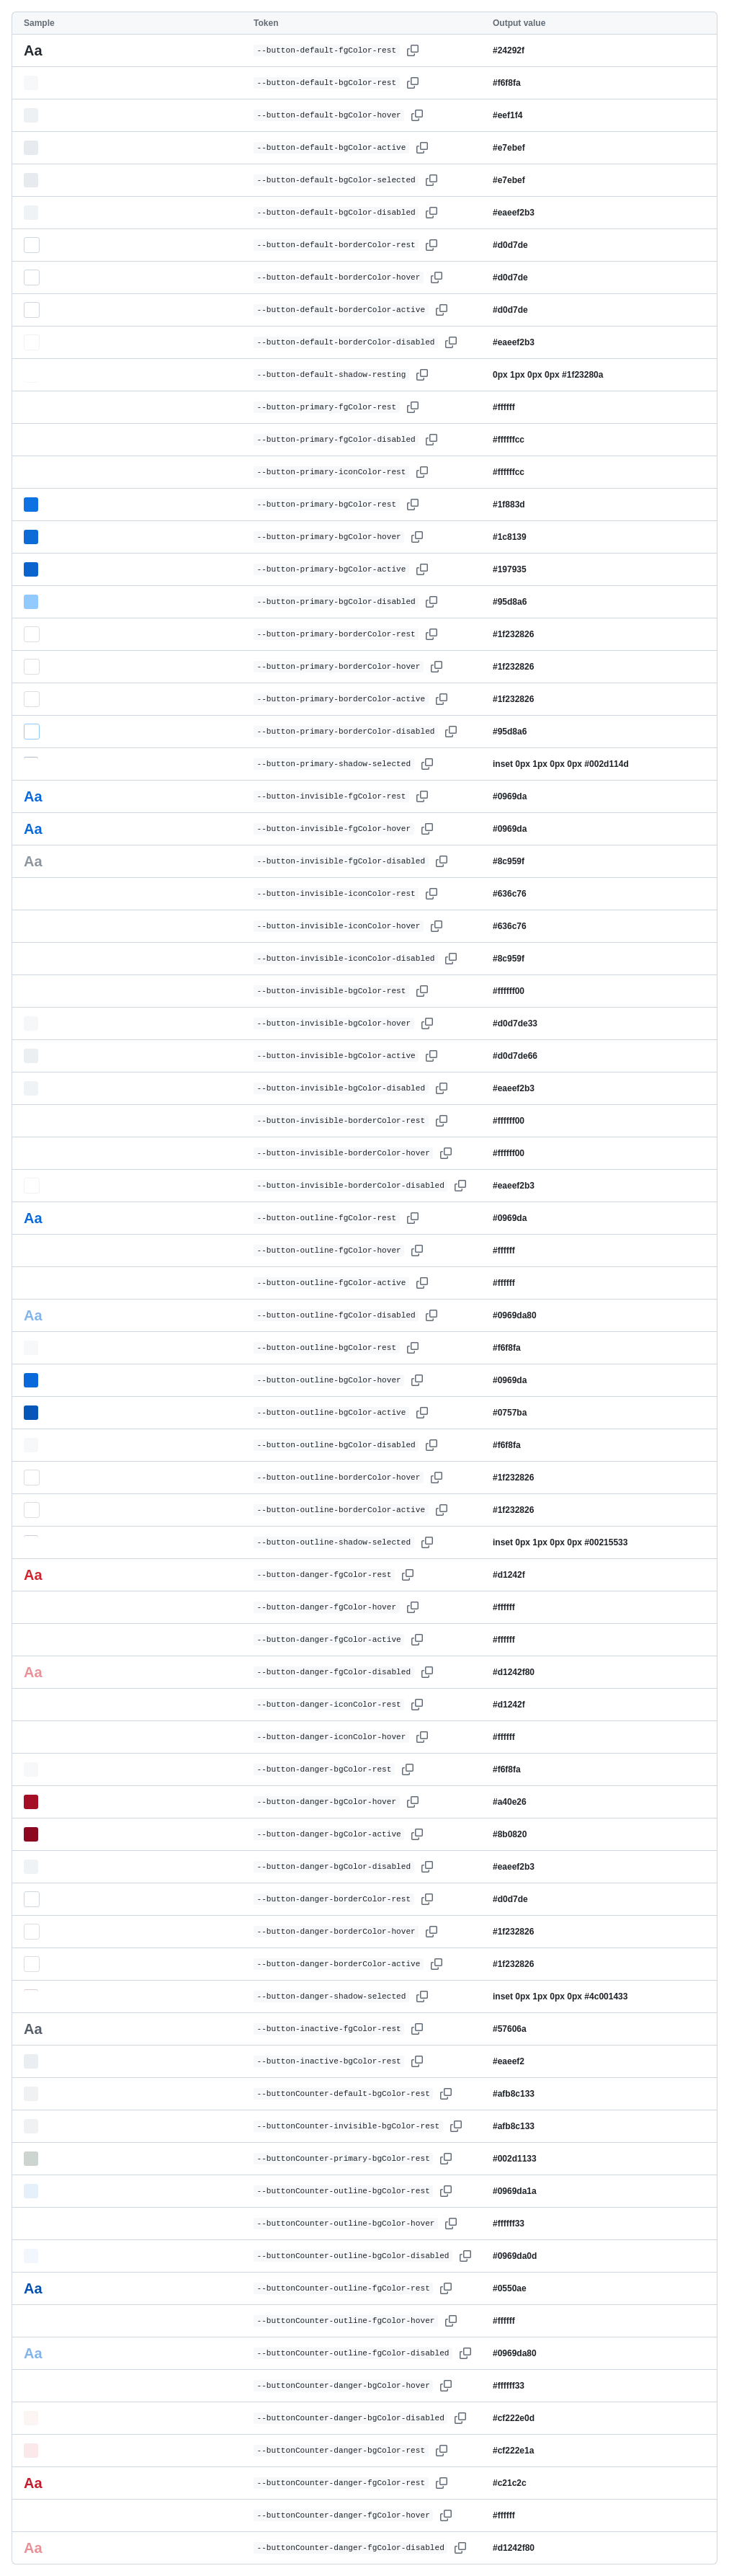 Sample Token Output value
Aa --button-default-fgColor-rest #24292f
--button-default-bgColor-rest #f6f8fa
--button-default-bgColor-hover #eef1f4
--button-default-bgColor-active #e7ebef
--button-default-bgColor-selected #e7ebef
--button-default-bgColor-disabled #eaeef2b3
--button-default-borderColor-rest #d0d7de
--button-default-borderColor-hover #d0d7de
--button-default-borderColor-active #d0d7de
--button-default-borderColor-disabled #eaeef2b3
--button-default-shadow-resting 0px 1px 0px 0px #1f23280a
--button-primary-fgColor-rest #ffffff
--button-primary-fgColor-disabled #ffffffcc
--button-primary-iconColor-rest #ffffffcc
--button-primary-bgColor-rest #1f883d
--button-primary-bgColor-hover #1c8139
--button-primary-bgColor-active #197935
--button-primary-bgColor-disabled #95d8a6
--button-primary-borderColor-rest #1f232826
--button-primary-borderColor-hover #1f232826
--button-primary-borderColor-active #1f232826
--button-primary-borderColor-disabled #95d8a6
--button-primary-shadow-selected inset 0px 1px 0px 0px #002d114d
Aa --button-invisible-fgColor-rest #0969da
Aa --button-invisible-fgColor-hover #0969da
Aa --button-invisible-fgColor-disabled #8c959f
--button-invisible-iconColor-rest #636c76
--button-invisible-iconColor-hover #636c76
--button-invisible-iconColor-disabled #8c959f
--button-invisible-bgColor-rest #ffffff00
--button-invisible-bgColor-hover #d0d7de33
--button-invisible-bgColor-active #d0d7de66
--button-invisible-bgColor-disabled #eaeef2b3
--button-invisible-borderColor-rest #ffffff00
--button-invisible-borderColor-hover #ffffff00
--button-invisible-borderColor-disabled #eaeef2b3
Aa --button-outline-fgColor-rest #0969da
--button-outline-fgColor-hover #ffffff
--button-outline-fgColor-active #ffffff
Aa --button-outline-fgColor-disabled #0969da80
--button-outline-bgColor-rest #f6f8fa
--button-outline-bgColor-hover #0969da
--button-outline-bgColor-active #0757ba
--button-outline-bgColor-disabled #f6f8fa
--button-outline-borderColor-hover #1f232826
--button-outline-borderColor-active #1f232826
--button-outline-shadow-selected inset 0px 1px 0px 0px #00215533
Aa --button-danger-fgColor-rest #d1242f
--button-danger-fgColor-hover #ffffff
--button-danger-fgColor-active #ffffff
Aa --button-danger-fgColor-disabled #d1242f80
--button-danger-iconColor-rest #d1242f
--button-danger-iconColor-hover #ffffff
--button-danger-bgColor-rest #f6f8fa
--button-danger-bgColor-hover #a40e26
--button-danger-bgColor-active #8b0820
--button-danger-bgColor-disabled #eaeef2b3
--button-danger-borderColor-rest #d0d7de
--button-danger-borderColor-hover #1f232826
--button-danger-borderColor-active #1f232826
--button-danger-shadow-selected inset 0px 1px 0px 0px #4c001433
Aa --button-inactive-fgColor-rest #57606a
--button-inactive-bgColor-rest #eaeef2
--buttonCounter-default-bgColor-rest #afb8c133
--buttonCounter-invisible-bgColor-rest #afb8c133
--buttonCounter-primary-bgColor-rest #002d1133
--buttonCounter-outline-bgColor-rest #0969da1a
--buttonCounter-outline-bgColor-hover #ffffff33
--buttonCounter-outline-bgColor-disabled #0969da0d
Aa --buttonCounter-outline-fgColor-rest #0550ae
--buttonCounter-outline-fgColor-hover #ffffff
Aa --buttonCounter-outline-fgColor-disabled #0969da80
--buttonCounter-danger-bgColor-hover #ffffff33
--buttonCounter-danger-bgColor-disabled #cf222e0d
--buttonCounter-danger-bgColor-rest #cf222e1a
Aa --buttonCounter-danger-fgColor-rest #c21c2c
--buttonCounter-danger-fgColor-hover #ffffff
Aa --buttonCounter-danger-fgColor-disabled #d1242f80